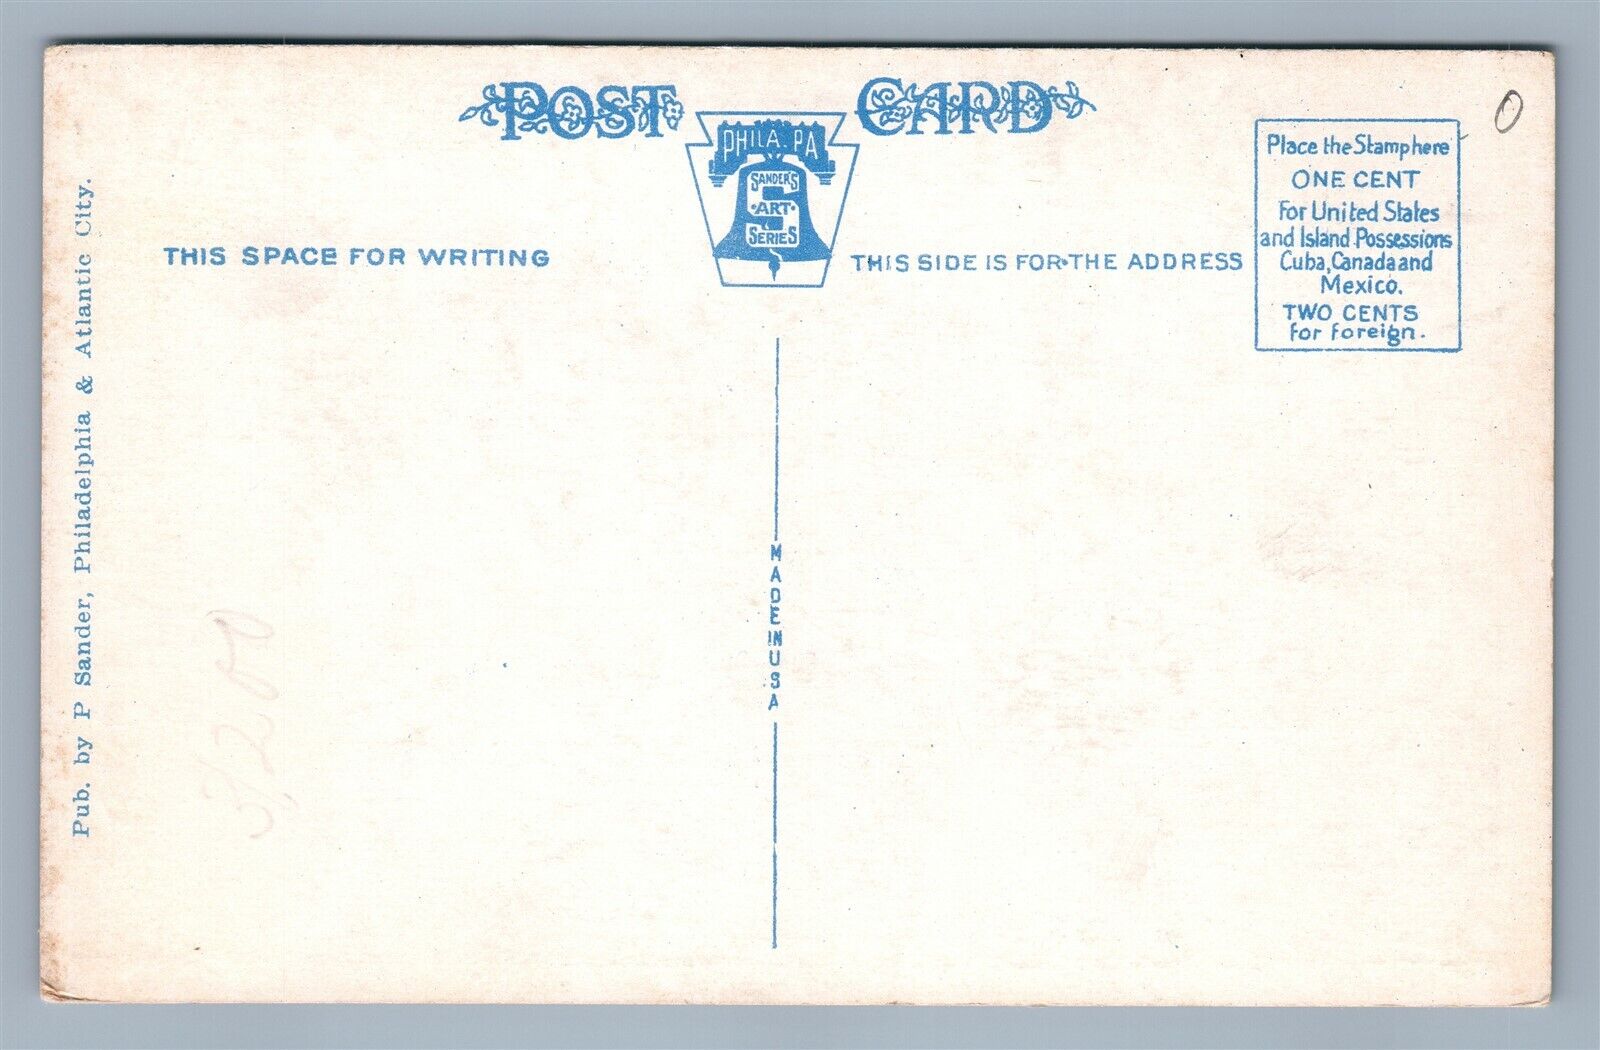 POST CARD
PHILA. PA
SANDER'S
ART
S
SERIES
Place the Stamp here
ONE CENT
For United States
and Island Possessions
Cuba, Canada and
Mexico.
TWO CENTS
for foreign.
THIS SPACE FOR WRITING
THIS SIDE IS FOR THE ADDRESS
MADE IN USA
Pub. by P Sander, Philadelphia & Atlantic City.
0